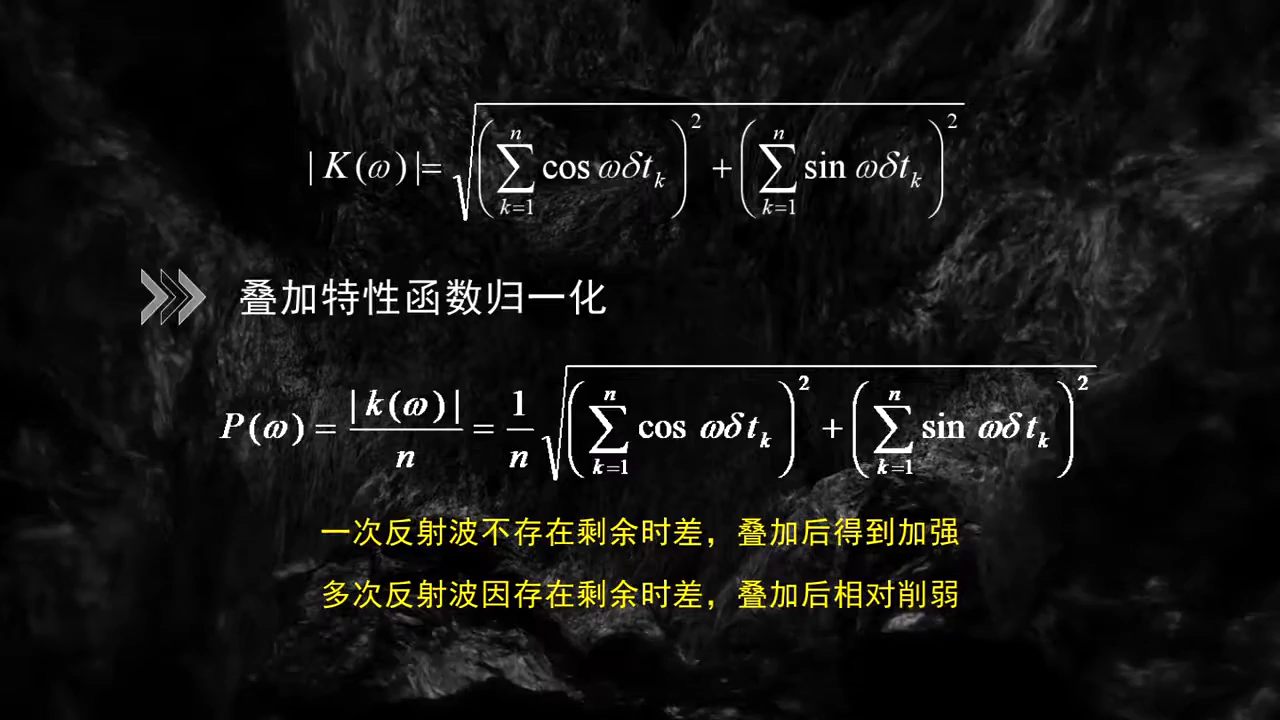 |K(ω)|=√((∑_{k=1}^{n} cos ωδt_k)^2+(∑_{k=1}^{n} sin ωδt_k)^2)
叠加特性函数归一化
P(ω)=|k(ω)|/n=1/n√((∑_{k=1}^{n} cos ωδt_k)^2+(∑_{k=1}^{n} sin ωδt_k)^2)
一次反射波不存在剩余时差，叠加后得到加强
多次反射波因存在剩余时差，叠加后相对削弱